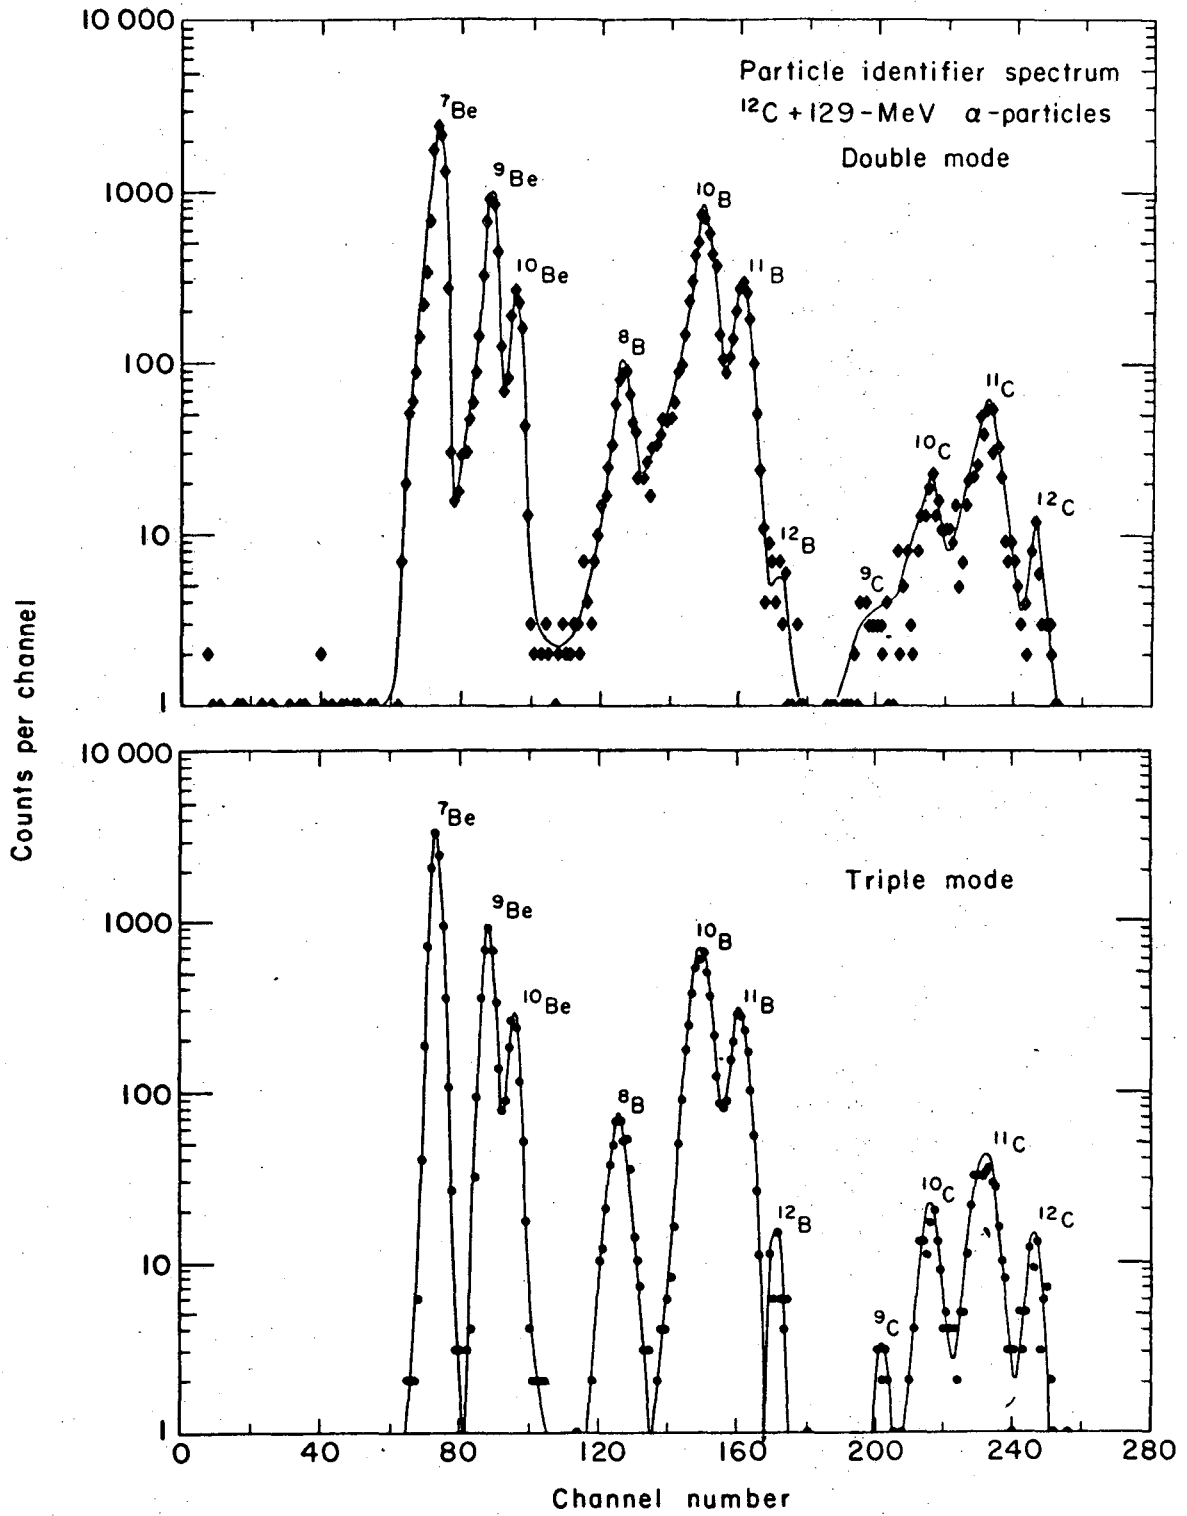 10 000
1000
100
10
1
Particle identifier spectrum
¹²C + 129-MeV α-particles
Double mode
⁷Be
⁹Be
¹⁰Be
⁸B
¹⁰B
¹¹B
¹²B
⁹C
¹⁰C
¹¹C
¹²C
Counts per channel
10 000
1000
100
10
1
Triple mode
⁷Be
⁹Be
¹⁰Be
⁸B
¹⁰B
¹¹B
¹²B
⁹C
¹⁰C
¹¹C
¹²C
0 40 80 120 160 200 240 280
Channel number